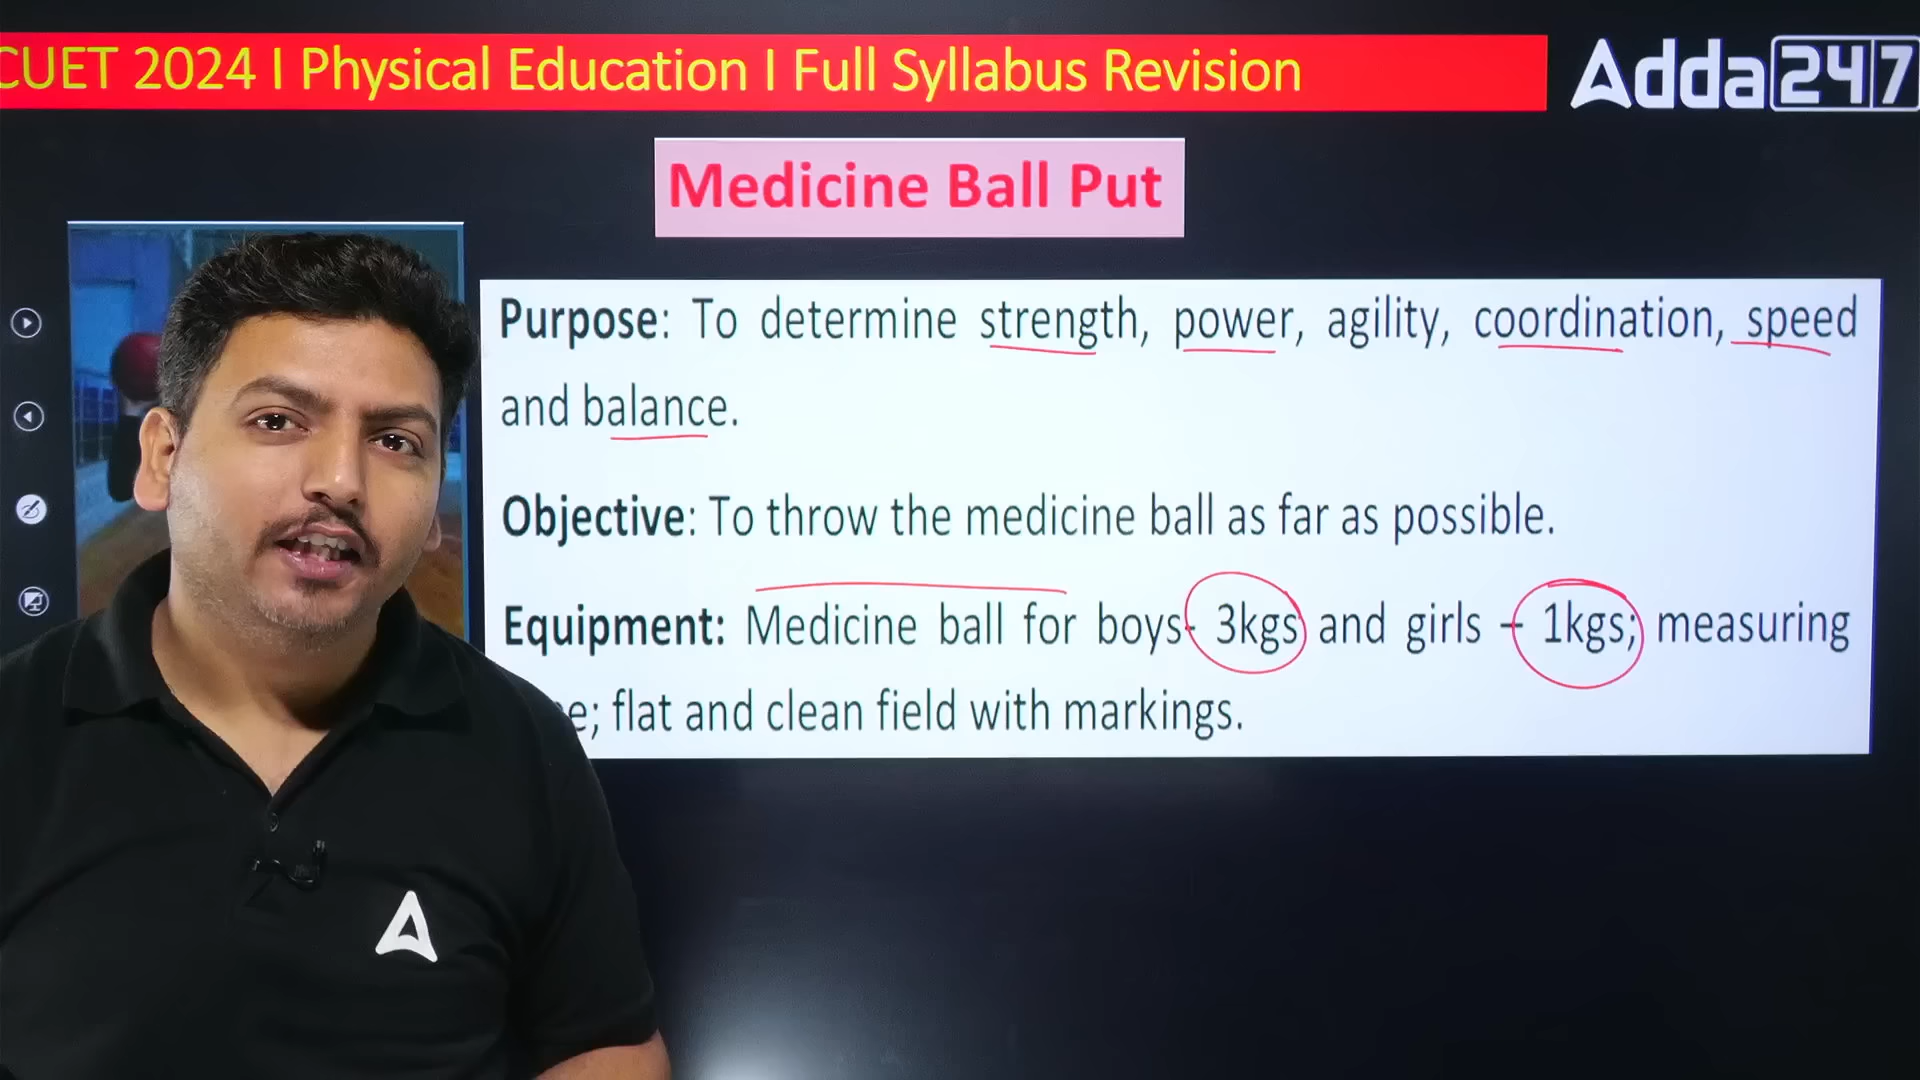 CUET 2024 I Physical Education I Full Syllabus Revision
Adda247
Medicine Ball Put
Purpose: To determine strength, power, agility, coordination, speed
and balance.
Objective: To throw the medicine ball as far as possible.
Equipment: Medicine ball for boys- 3kgs and girls – 1kgs; measuring
flat and clean field with markings.